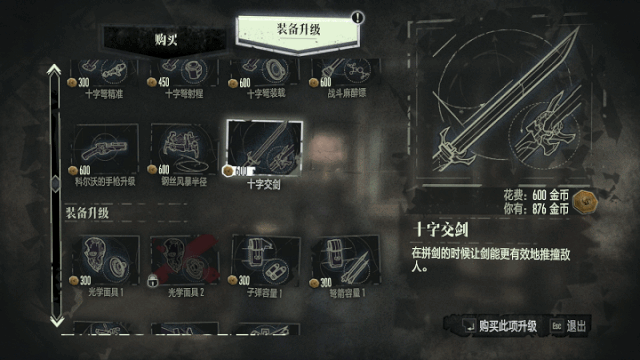 购买
装备升级
!
300
450
600
600
十字弩精准
十字弩射程
十字弩装载
战斗麻醉镖
600
600
科尔沃的手枪升级
钢丝风暴半径
十字交剑
装备升级
300
300
300
光学面具 1
光学面具 2
子弹容量 1
弩箭容量 1
花费: 600 金币
你有: 876 金币
十字交剑
在拼剑的时候让剑能更有效地推撞敌
人。
购买此项升级
Esc 退出